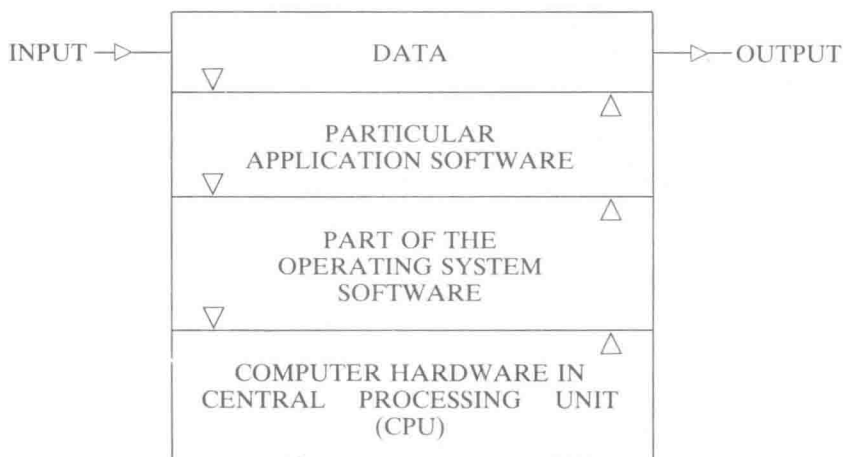 INPUT
DATA
OUTPUT
PARTICULAR
APPLICATION SOFTWARE
PART OF THE
OPERATING SYSTEM
SOFTWARE
COMPUTER HARDWARE IN
CENTRAL PROCESSING UNIT
(CPU)